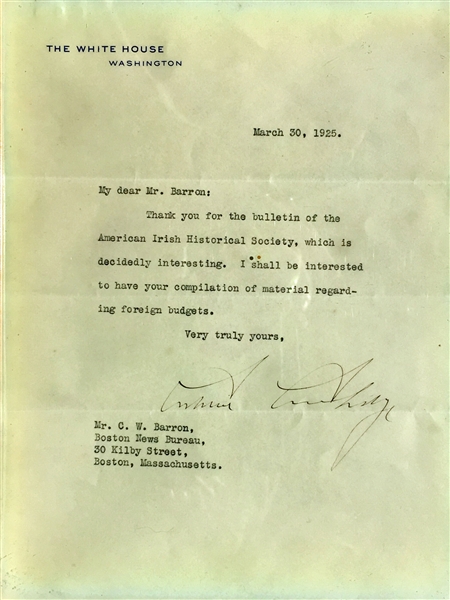 THE WHITE HOUSE
WASHINGTON
March 30, 1925.
My dear Mr. Barron:
Thank you for the bulletin of the
American Irish Historical Society, which is
decidedly interesting. I shall be interested
to have your compilation of material regard-
ing foreign budgets.
Very truly yours,
Calvin Coolidge
Mr. C. W. Barron,
Boston News Bureau,
30 Kilby Street,
Boston, Massachusetts.